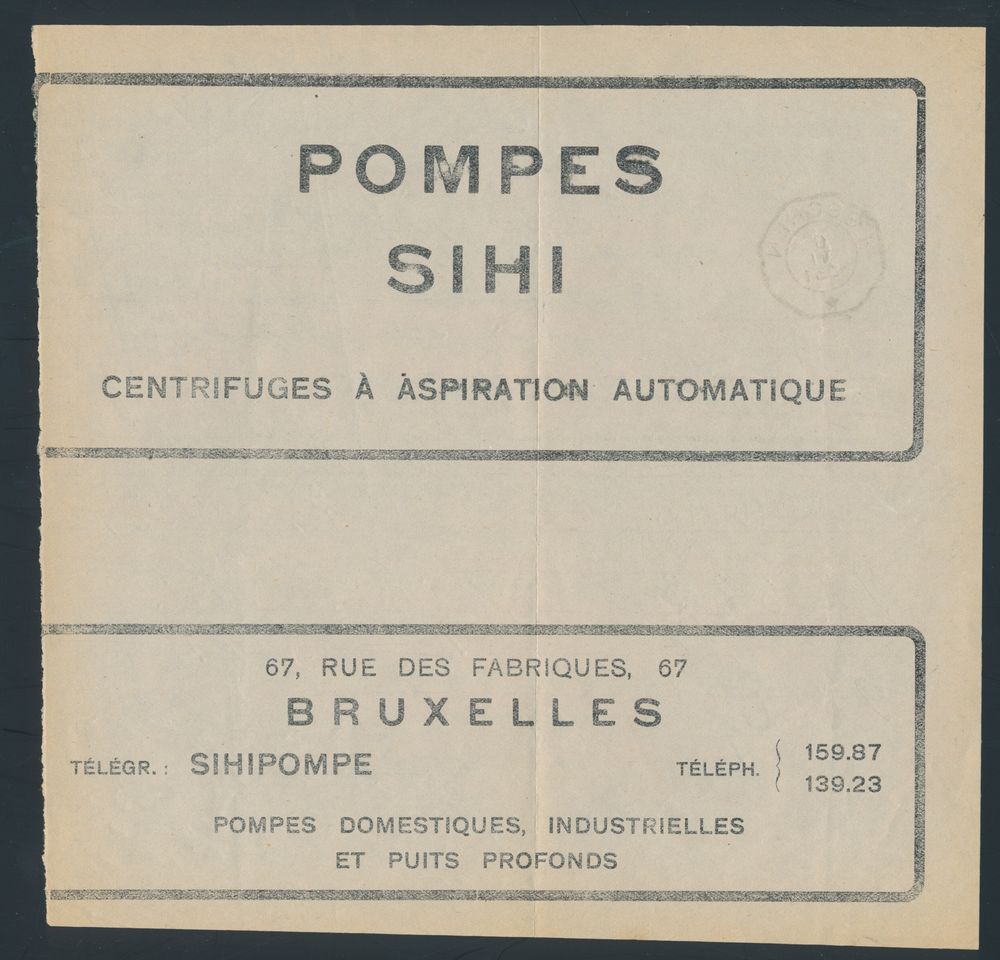 POMPES
SIHI
CENTRIFUGES À ASPIRATION AUTOMATIQUE
67, RUE DES FABRIQUES, 67
BRUXELLES
TÉLÉGR. : SIHIPOMPE
TÉLÉPH. { 159.87
139.23
POMPES DOMESTIQUES, INDUSTRIELLES
ET PUITS PROFONDS